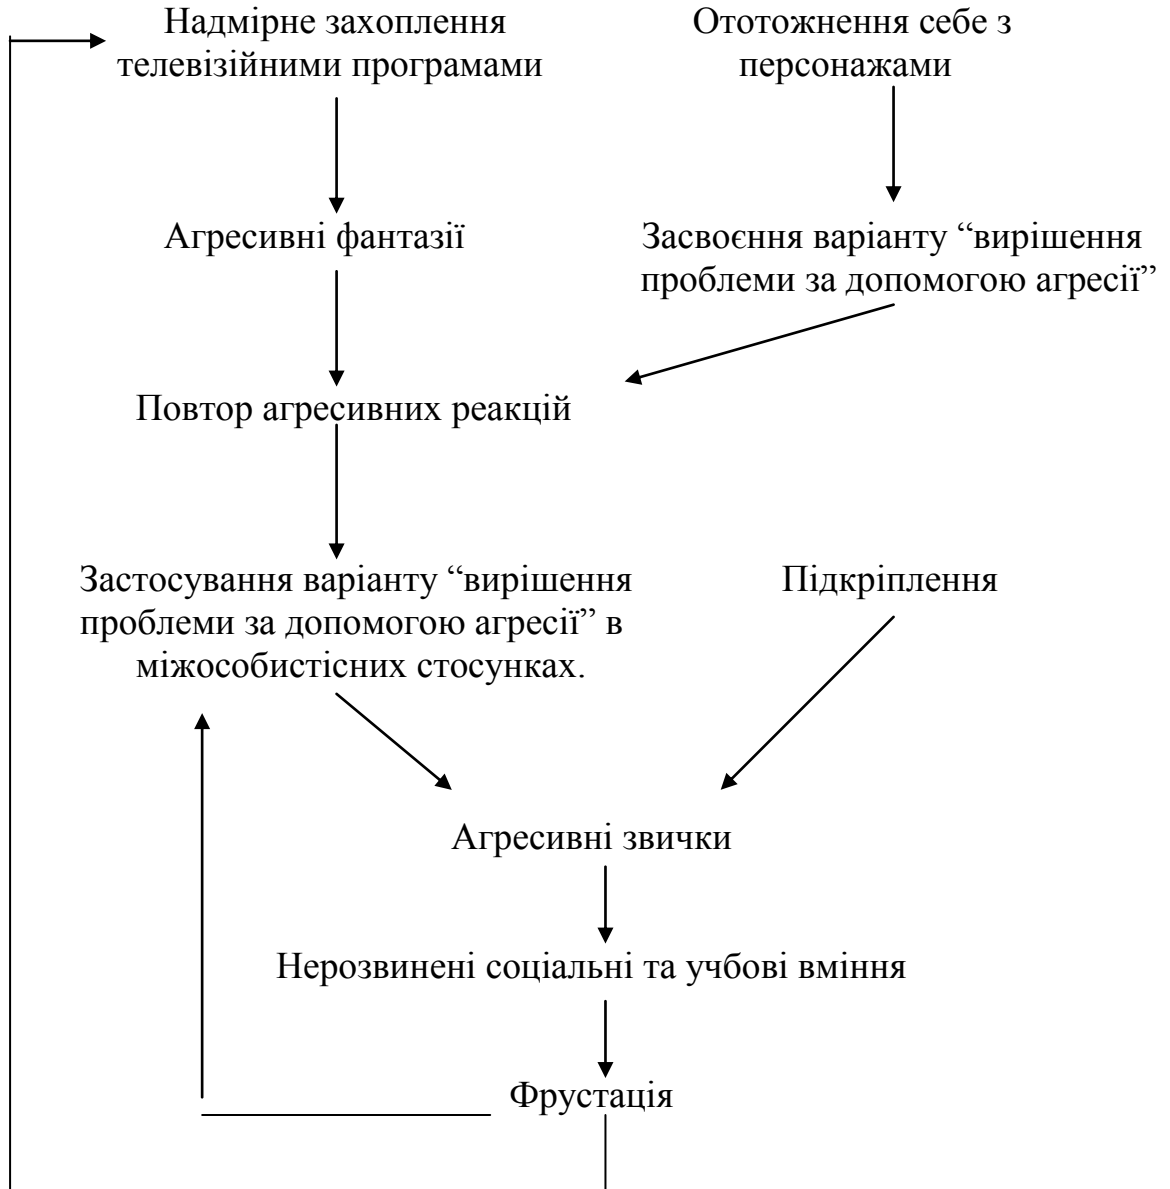 Надмірне захоплення
телевізійними програмами
Ототожнення себе з
персонажами
Агресивні фантазії
Засвоєння варіанту “вирішення
проблеми за допомогою агресії”
Повтор агресивних реакцій
Застосування варіанту “вирішення
проблеми за допомогою агресії” в
міжособистісних стосунках.
Підкріплення
Агресивні звички
Нерозвинені соціальні та учбові вміння
Фрустація